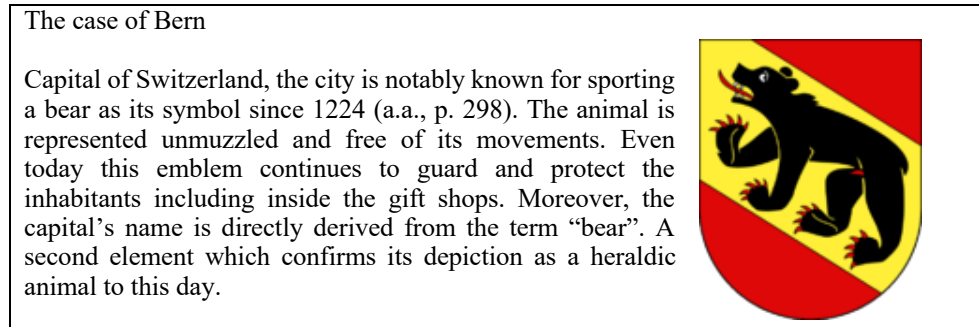 The case of Bern
Capital of Switzerland, the city is notably known for sporting
a bear as its symbol since 1224 (a.a., p. 298). The animal is
represented unmuzzled and free of its movements. Even
today this emblem continues to guard and protect the
inhabitants including inside the gift shops. Moreover, the
capital’s name is directly derived from the term “bear”. A
second element which confirms its depiction as a heraldic
animal to this day.